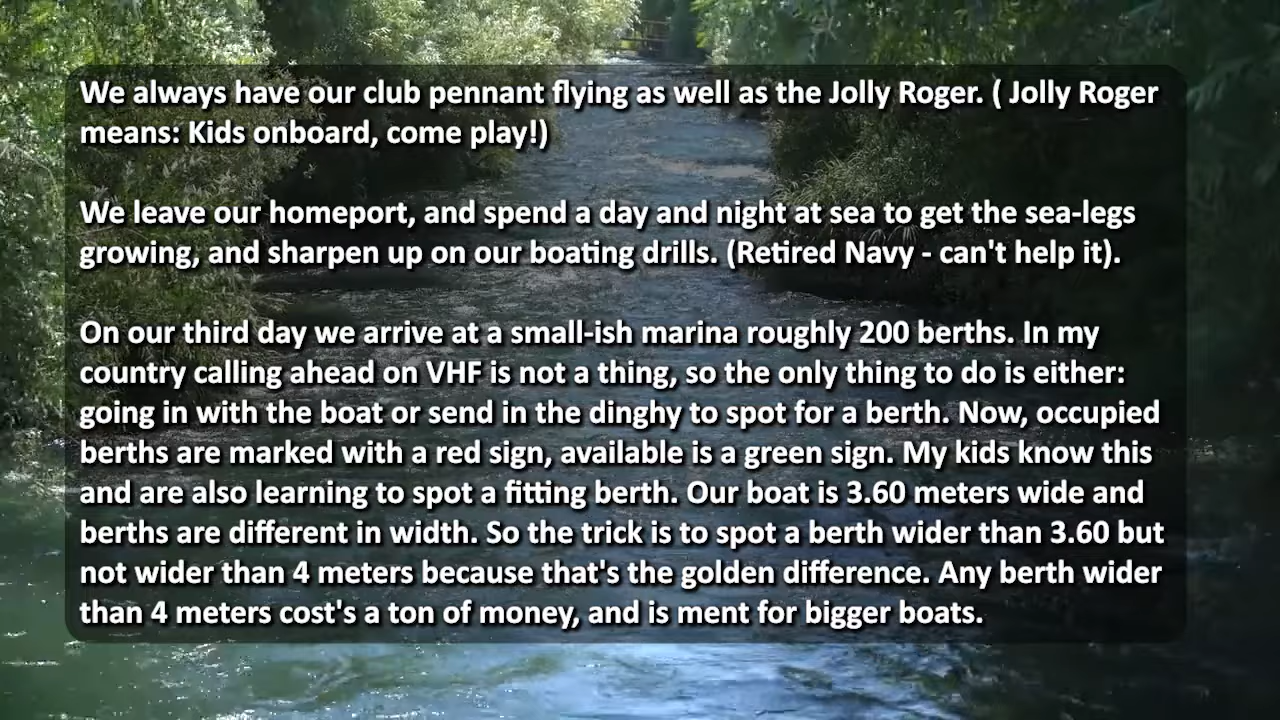 We always have our club pennant flying as well as the Jolly Roger. ( Jolly Roger
means: Kids onboard, come play!)
We leave our homeport, and spend a day and night at sea to get the sea-legs
growing, and sharpen up on our boating drills. (Retired Navy - can't help it).
On our third day we arrive at a small-ish marina roughly 200 berths. In my
country calling ahead on VHF is not a thing, so the only thing to do is either:
going in with the boat or send in the dinghy to spot for a berth. Now, occupied
berths are marked with a red sign, available is a green sign. My kids know this
and are also learning to spot a fitting berth. Our boat is 3.60 meters wide and
berths are different in width. So the trick is to spot a berth wider than 3.60 but
not wider than 4 meters because that's the golden difference. Any berth wider
than 4 meters cost's a ton of money, and is ment for bigger boats.